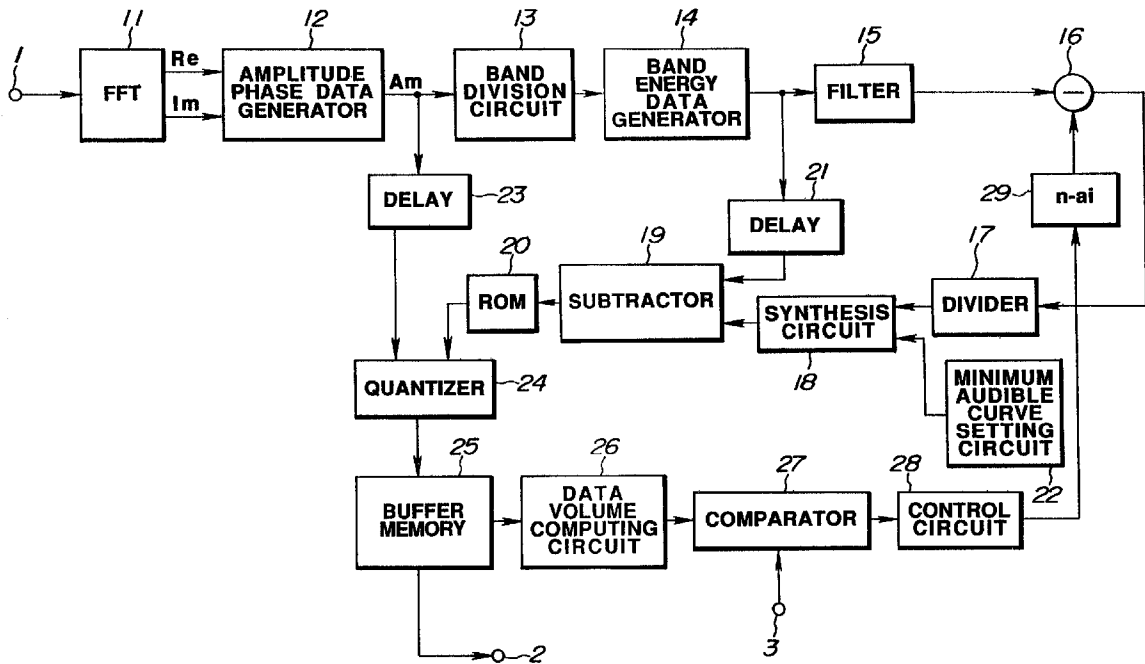 11
12
13
14
15
16
1
FFT
Re
Im
AMPLITUDE
PHASE DATA
GENERATOR
Am
BAND
DIVISION
CIRCUIT
BAND
ENERGY
DATA
GENERATOR
FILTER
−
DELAY
23
21
DELAY
29
n-ai
20
ROM
19
SUBTRACTOR
SYNTHESIS
CIRCUIT
18
17
DIVIDER
QUANTIZER
24
MINIMUM
AUDIBLE
CURVE
SETTING
CIRCUIT
22
25
BUFFER
MEMORY
26
DATA
VOLUME
COMPUTING
CIRCUIT
27
COMPARATOR
28
CONTROL
CIRCUIT
3
2